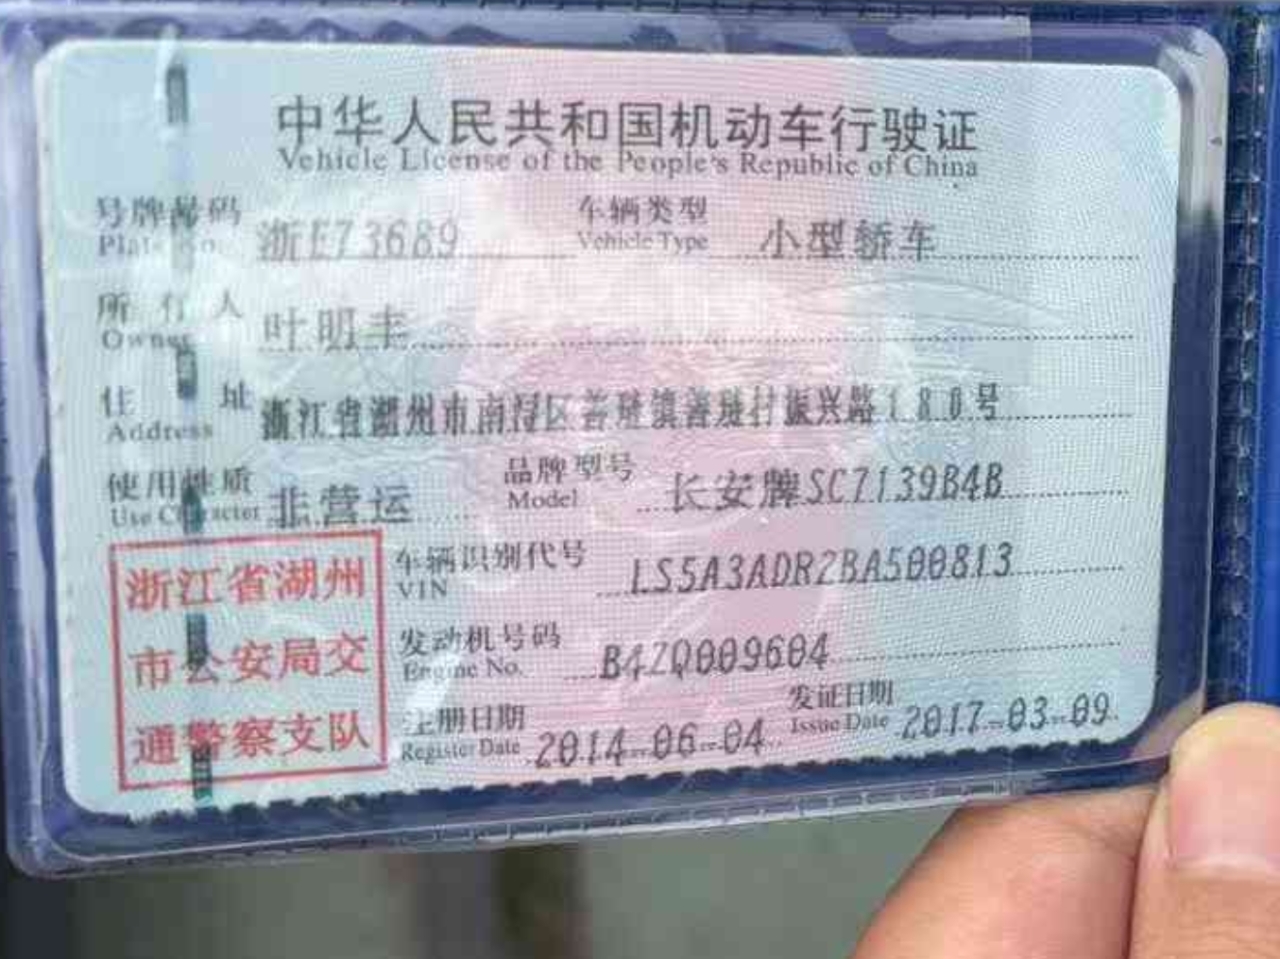 中华人民共和国机动车行驶证
Vehicle License of the People's Republic of China
号牌号码 浙E73689 车辆类型 小型轿车
Plate No. Vehicle Type
所有人 叶明丰
Owner
住址 浙江省湖州市南浔区善琏镇善琏村振兴路180号
Address
使用性质 非营运 品牌型号 长安牌SC7139B4B
Use Character Model
浙江省湖州
市公安局交
通警察支队
车辆识别代号 LS5A3ADR2BA500813
VIN
发动机号码 B4ZQ009604
Engine No.
注册日期 2014-06-04 发证日期 2017-03-09
Register Date Issue Date